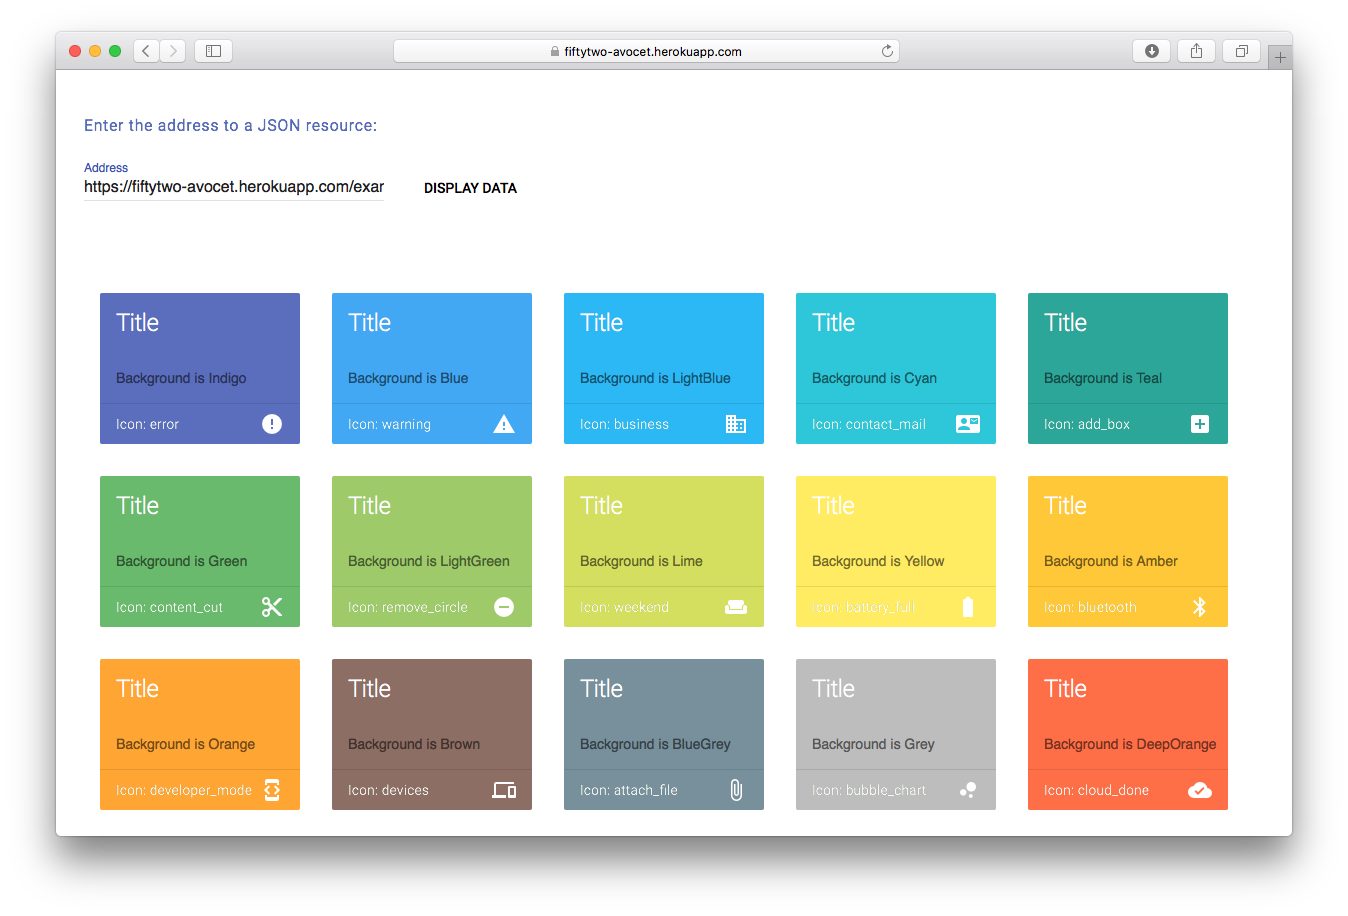 fiftytwo-avocet.herokuapp.com
Enter the address to a JSON resource:
Address
https://fiftytwo-avocet.herokuapp.com/exar
DISPLAY DATA
Title
Background is Indigo
Icon: error
Title
Background is Blue
Icon: warning
Title
Background is LightBlue
Icon: business
Title
Background is Cyan
Icon: contact_mail
Title
Background is Teal
Icon: add_box
Title
Background is Green
Icon: content_cut
Title
Background is LightGreen
Icon: remove_circle
Title
Background is Lime
Icon: weekend
Title
Background is Yellow
Icon: battery_full
Title
Background is Amber
Icon: bluetooth
Title
Background is Orange
Icon: developer_mode
Title
Background is Brown
Icon: devices
Title
Background is BlueGrey
Icon: attach_file
Title
Background is Grey
Icon: bubble_chart
Title
Background is DeepOrange
Icon: cloud_done